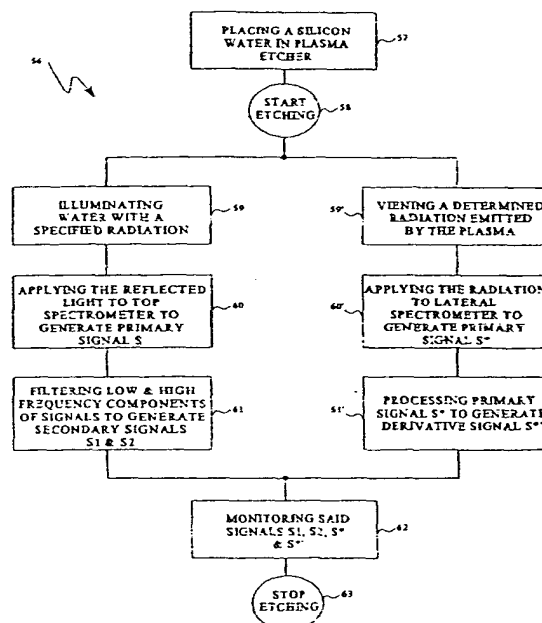 PLACING A SILICON
WATER IN PLASMA
ETCHER
57
56
START
ETCHING
58
ILLUMINATING
WATER WITH A
SPECIFIED RADIATION
59
VIENING A DETERMINED
RADIATION EMITTED
BY THE PLASMA
59'
APPLYING THE REFLECTED
LIGHT TO TOP
SPECTROMETER TO
GENERATE PRIMARY
SIGNAL S
60
APPLYING THE RADIATION
TO LATERAL
SPECTROMETER TO
GENERATE PRIMARY
SIGNAL S*
60'
FILTERING LOW & HIGH
FREQUENCY COMPONENTS
OF SIGNALS TO GENERATE
SECONDARY SIGNALS
S1 & S2
61
PROCESSING PRIMARY
SIGNAL S* TO GENERATE
DERIVATIVE SIGNAL S*'
61'
MONITORING SAID
SIGNALS S1, S2, S*
& S*'
62
STOP
ETCHING
63